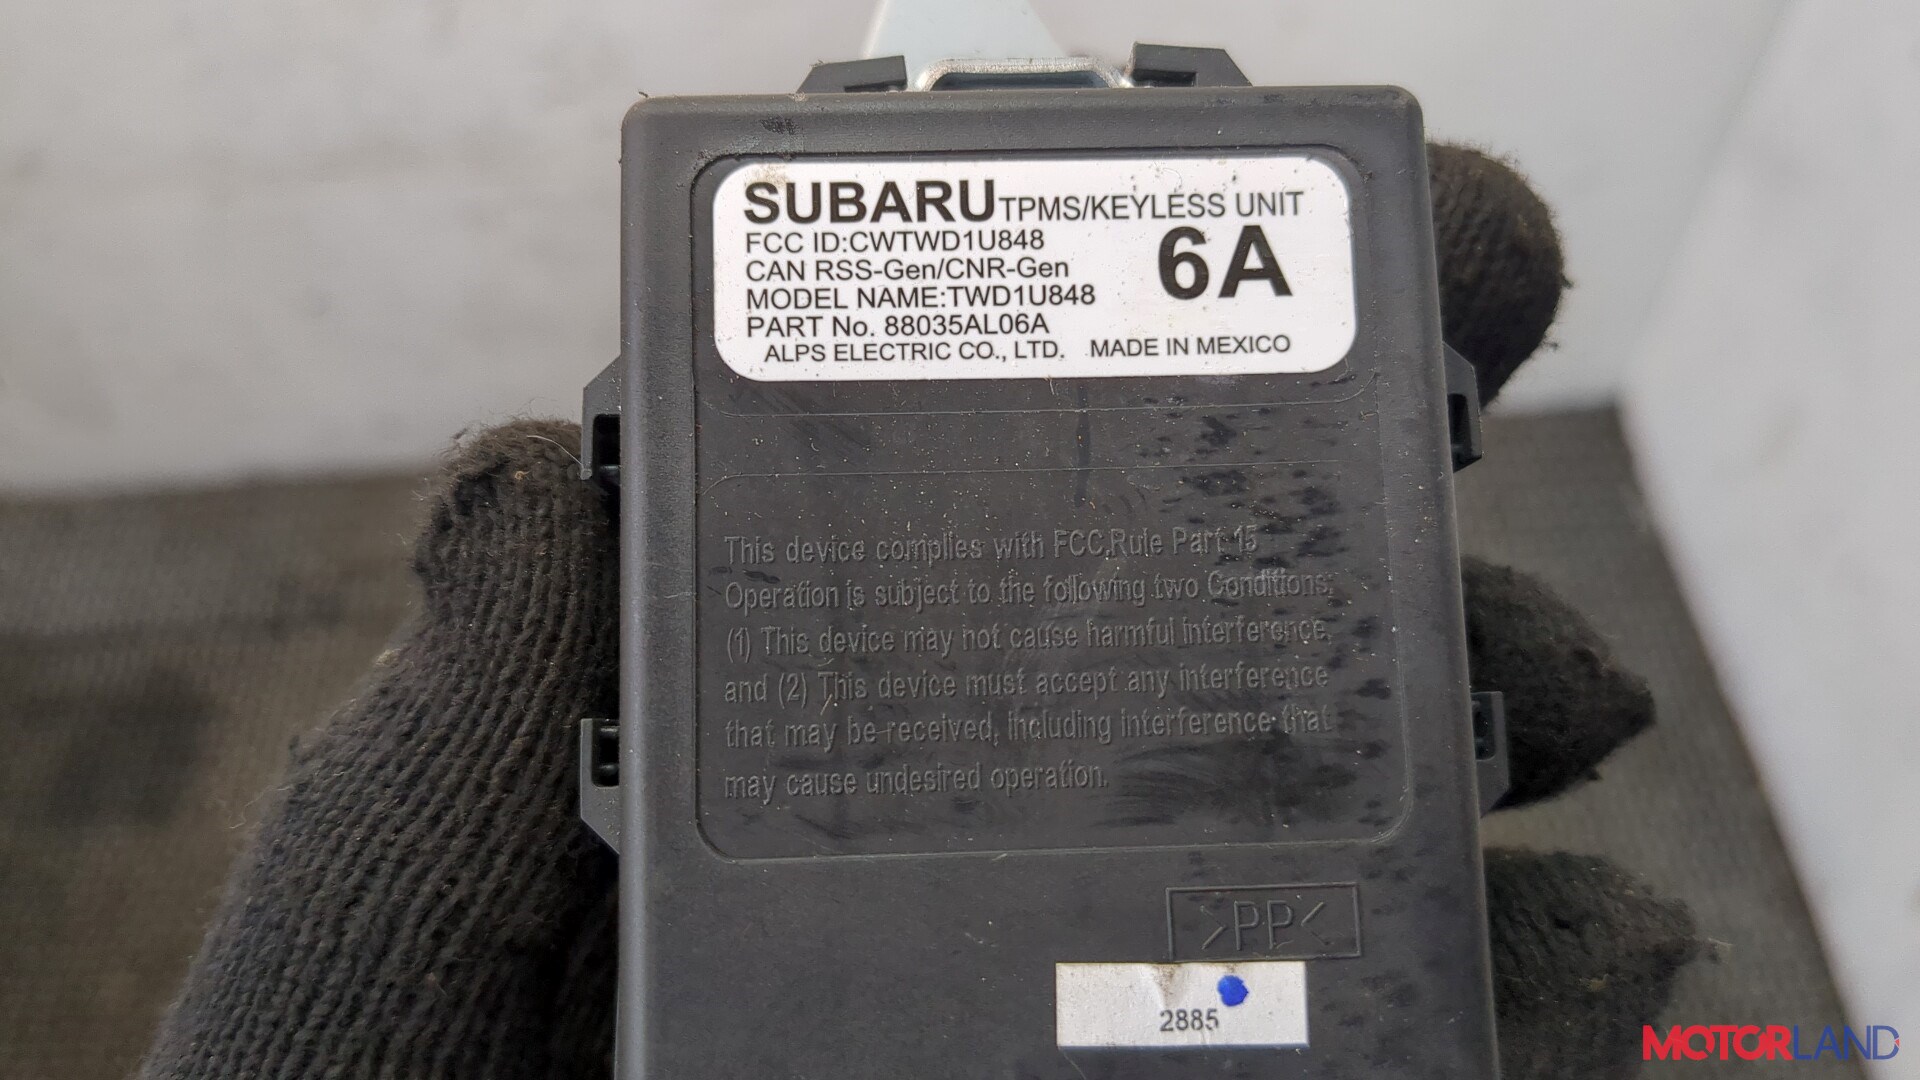 SUBARU TPMS/KEYLESS UNIT
FCC ID:CWTWD1U848
CAN RSS-Gen/CNR-Gen
6A
MODEL NAME:TWD1U848
PART No. 88035AL06A
ALPS ELECTRIC CO., LTD. MADE IN MEXICO
This device complies with FCC Rule Part 15
Operation is subject to the following two Conditions:
(1) This device may not cause harmful interference,
and (2) This device must accept any interference
that may be received, including interference that
may cause undesired operation.
>PP<
2885
MOTORLAND